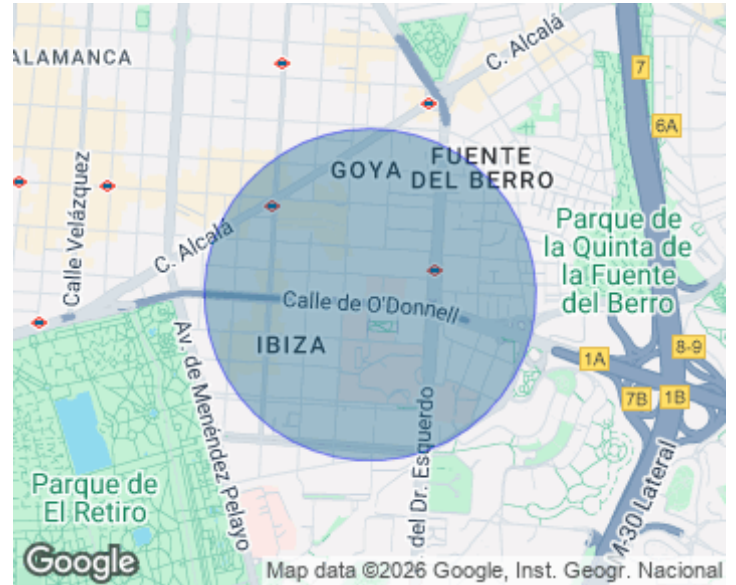 ALAMANCA
C. Alcalá
7
6A
Calle Velázquez
GOYA
FUENTE
DEL BERRO
C. Alcalá
Parque de
la Quinta de
la Fuente
del Berro
Calle de O'Donnell
IBIZA
Av. de Menéndez Pelayo
1A
8-9
7B
1B
. del Dr. Esquerdo
M-30 Lateral
Parque de
El Retiro
Google
Map data ©2026 Google, Inst. Geogr. Nacional